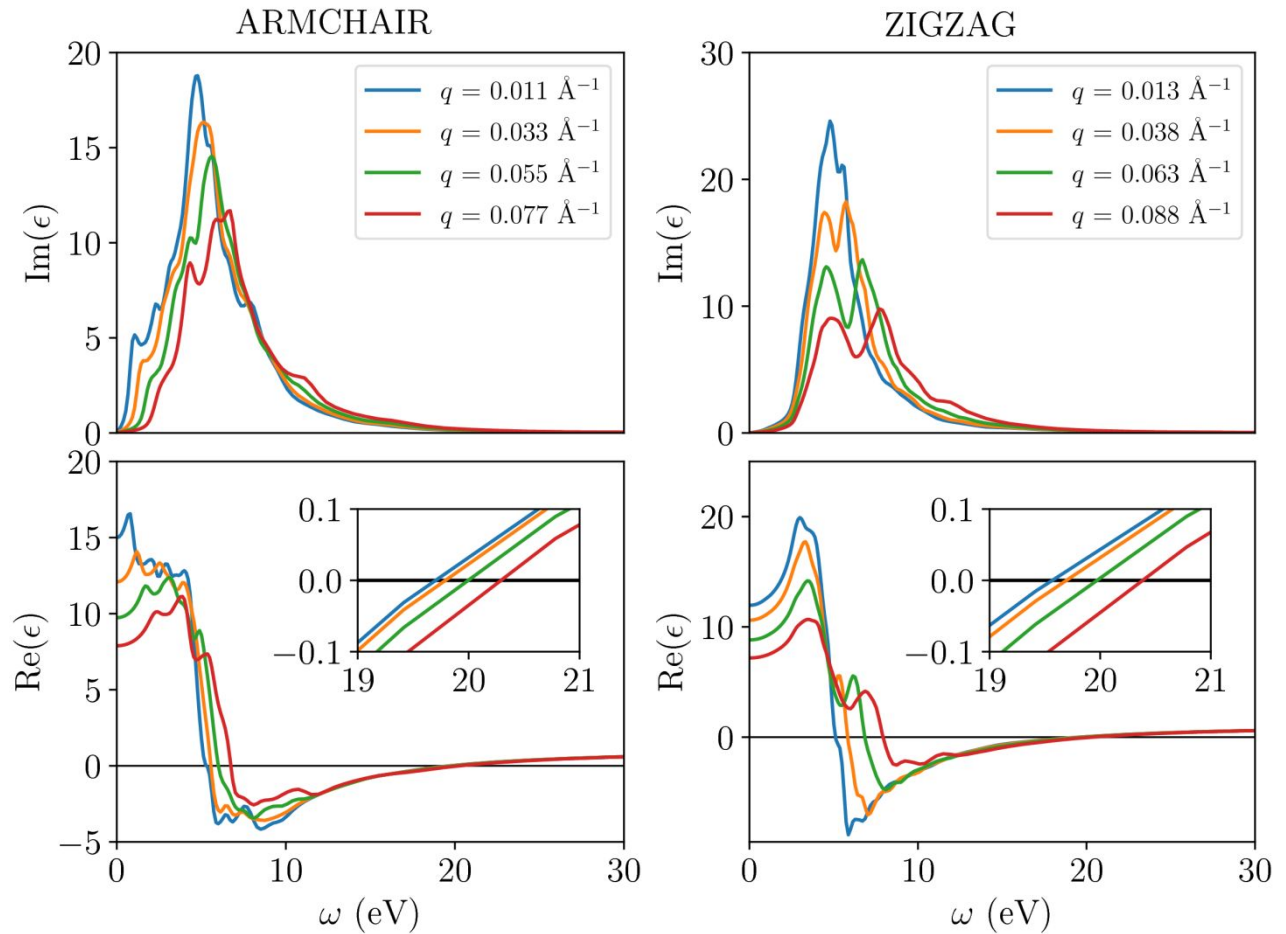 ARMCHAIR
20
15
10
5
0
Im(ϵ)
q = 0.011 Å⁻¹
q = 0.033 Å⁻¹
q = 0.055 Å⁻¹
q = 0.077 Å⁻¹
ZIGZAG
30
20
10
0
Im(ϵ)
q = 0.013 Å⁻¹
q = 0.038 Å⁻¹
q = 0.063 Å⁻¹
q = 0.088 Å⁻¹
20
15
10
5
0
−5
Re(ϵ)
0.1
0.0
−0.1
19 20 21
0 10 20 30
ω (eV)
20
10
0
Re(ϵ)
0.1
0.0
−0.1
19 20 21
0 10 20 30
ω (eV)